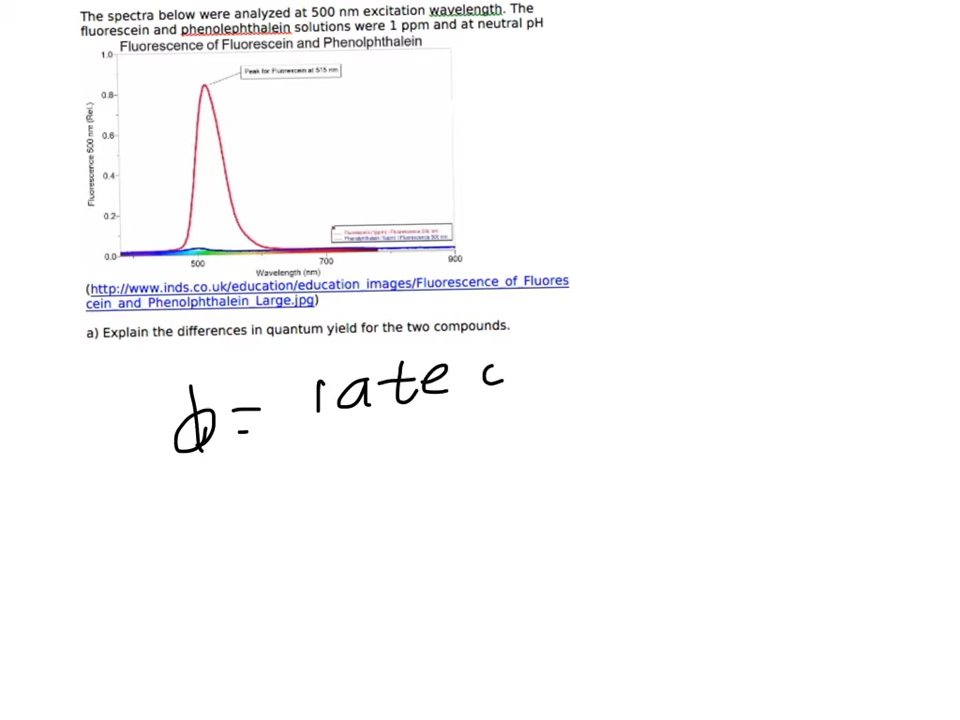 The spectra below were analyzed at 500 nm excitation wavelength. The
fluorescein and phenolephthalein solutions were 1 ppm and at neutral pH
Fluorescence of Fluorescein and Phenolphthalein
1.0
Peak for Fluorescein at 515 nm
0.8
0.6
0.4
0.2
0.0
Fluorescence 500 nm (Rel.)
500
700
900
Wavelength (nm)
(http://www.inds.co.uk/education/education_images/Fluorescence_of_Fluores
cein_and_Phenolphthalein_Large.jpg)
a) Explain the differences in quantum yield for the two compounds.
ϕ= rate